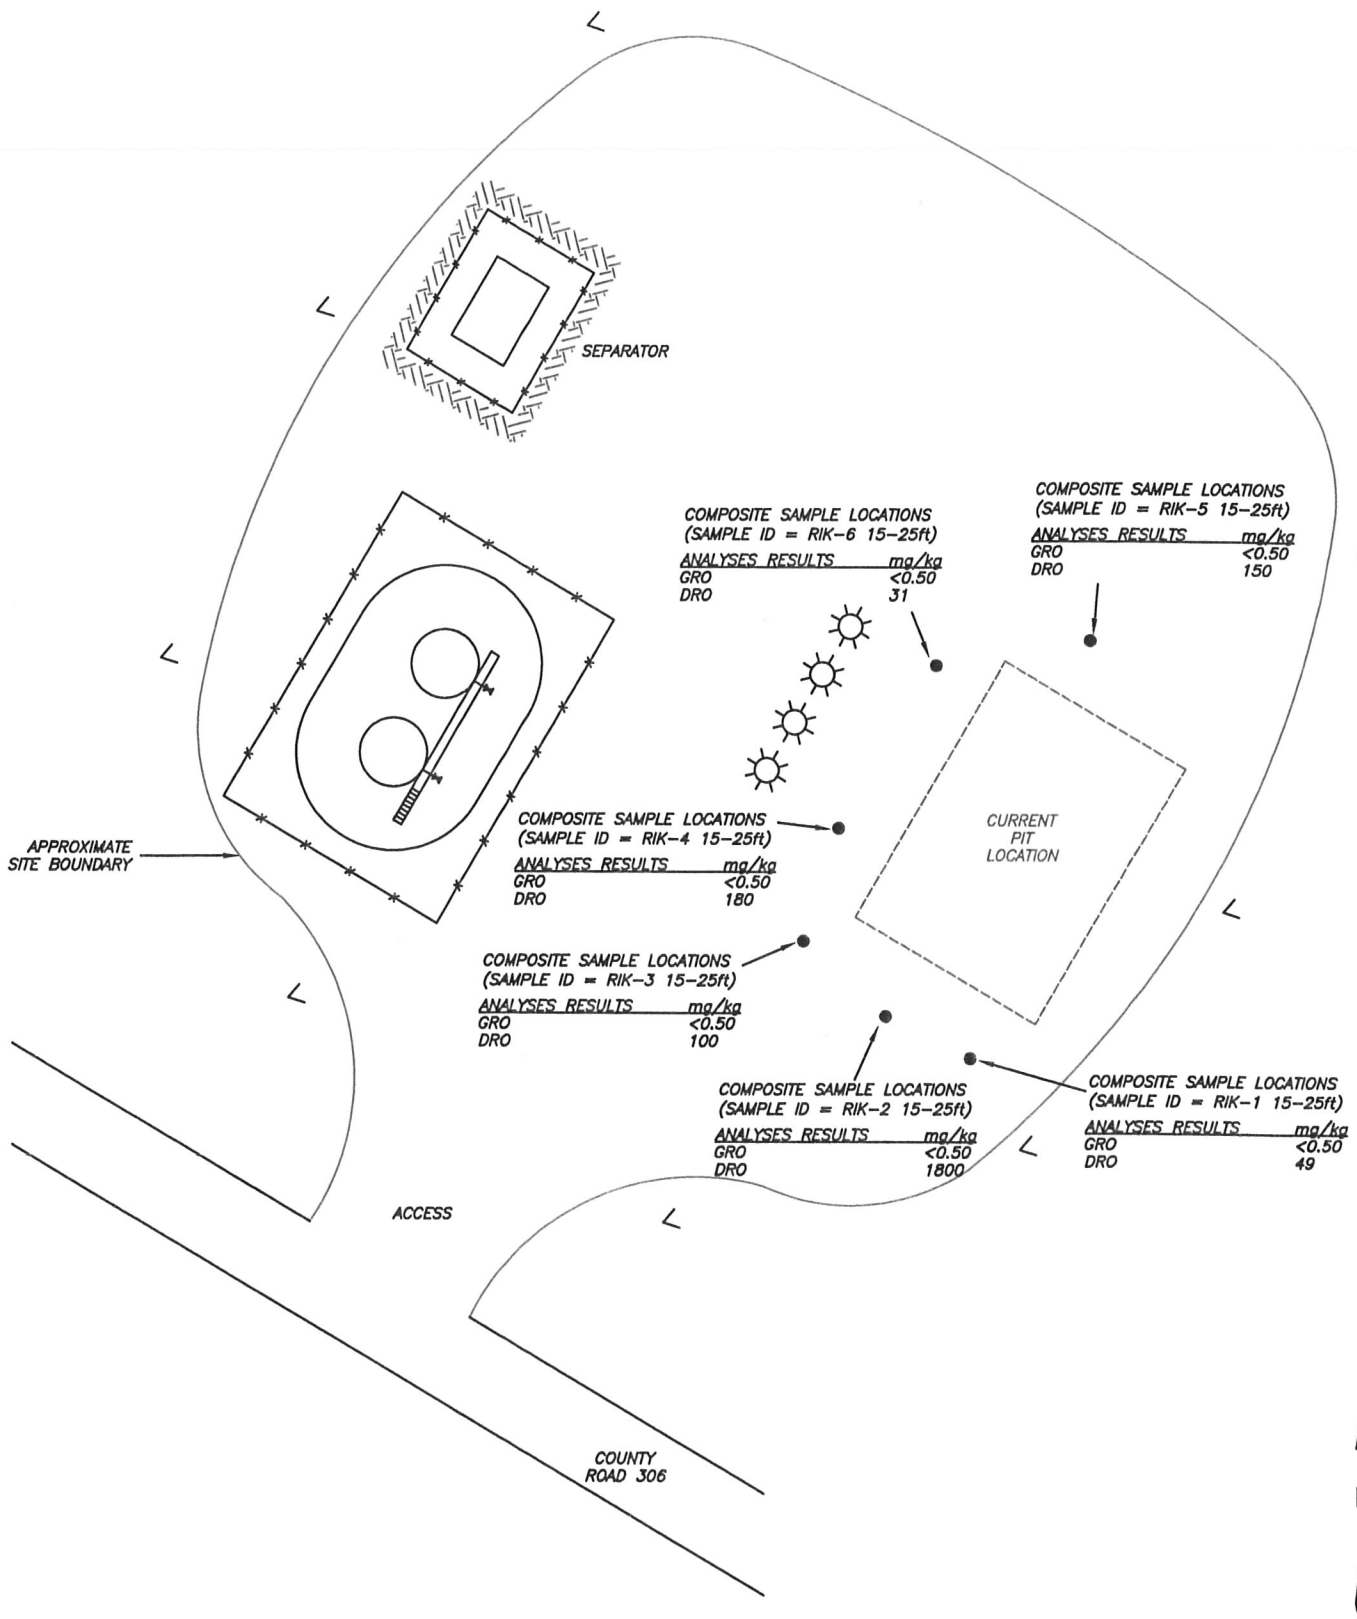 SEPARATOR
COMPOSITE SAMPLE LOCATIONS
(SAMPLE ID = RIK-5 15-25ft)
ANALYSES RESULTS mg/kg
GRO <0.50
DRO 150
COMPOSITE SAMPLE LOCATIONS
(SAMPLE ID = RIK-6 15-25ft)
ANALYSES RESULTS mg/kg
GRO <0.50
DRO 31
COMPOSITE SAMPLE LOCATIONS
(SAMPLE ID = RIK-4 15-25ft)
ANALYSES RESULTS mg/kg
GRO <0.50
DRO 180
CURRENT
PIT
LOCATION
APPROXIMATE
SITE BOUNDARY
COMPOSITE SAMPLE LOCATIONS
(SAMPLE ID = RIK-3 15-25ft)
ANALYSES RESULTS mg/kg
GRO <0.50
DRO 100
COMPOSITE SAMPLE LOCATIONS
(SAMPLE ID = RIK-2 15-25ft)
ANALYSES RESULTS mg/kg
GRO <0.50
DRO 1800
COMPOSITE SAMPLE LOCATIONS
(SAMPLE ID = RIK-1 15-25ft)
ANALYSES RESULTS mg/kg
GRO <0.50
DRO 49
ACCESS
COUNTY
ROAD 306